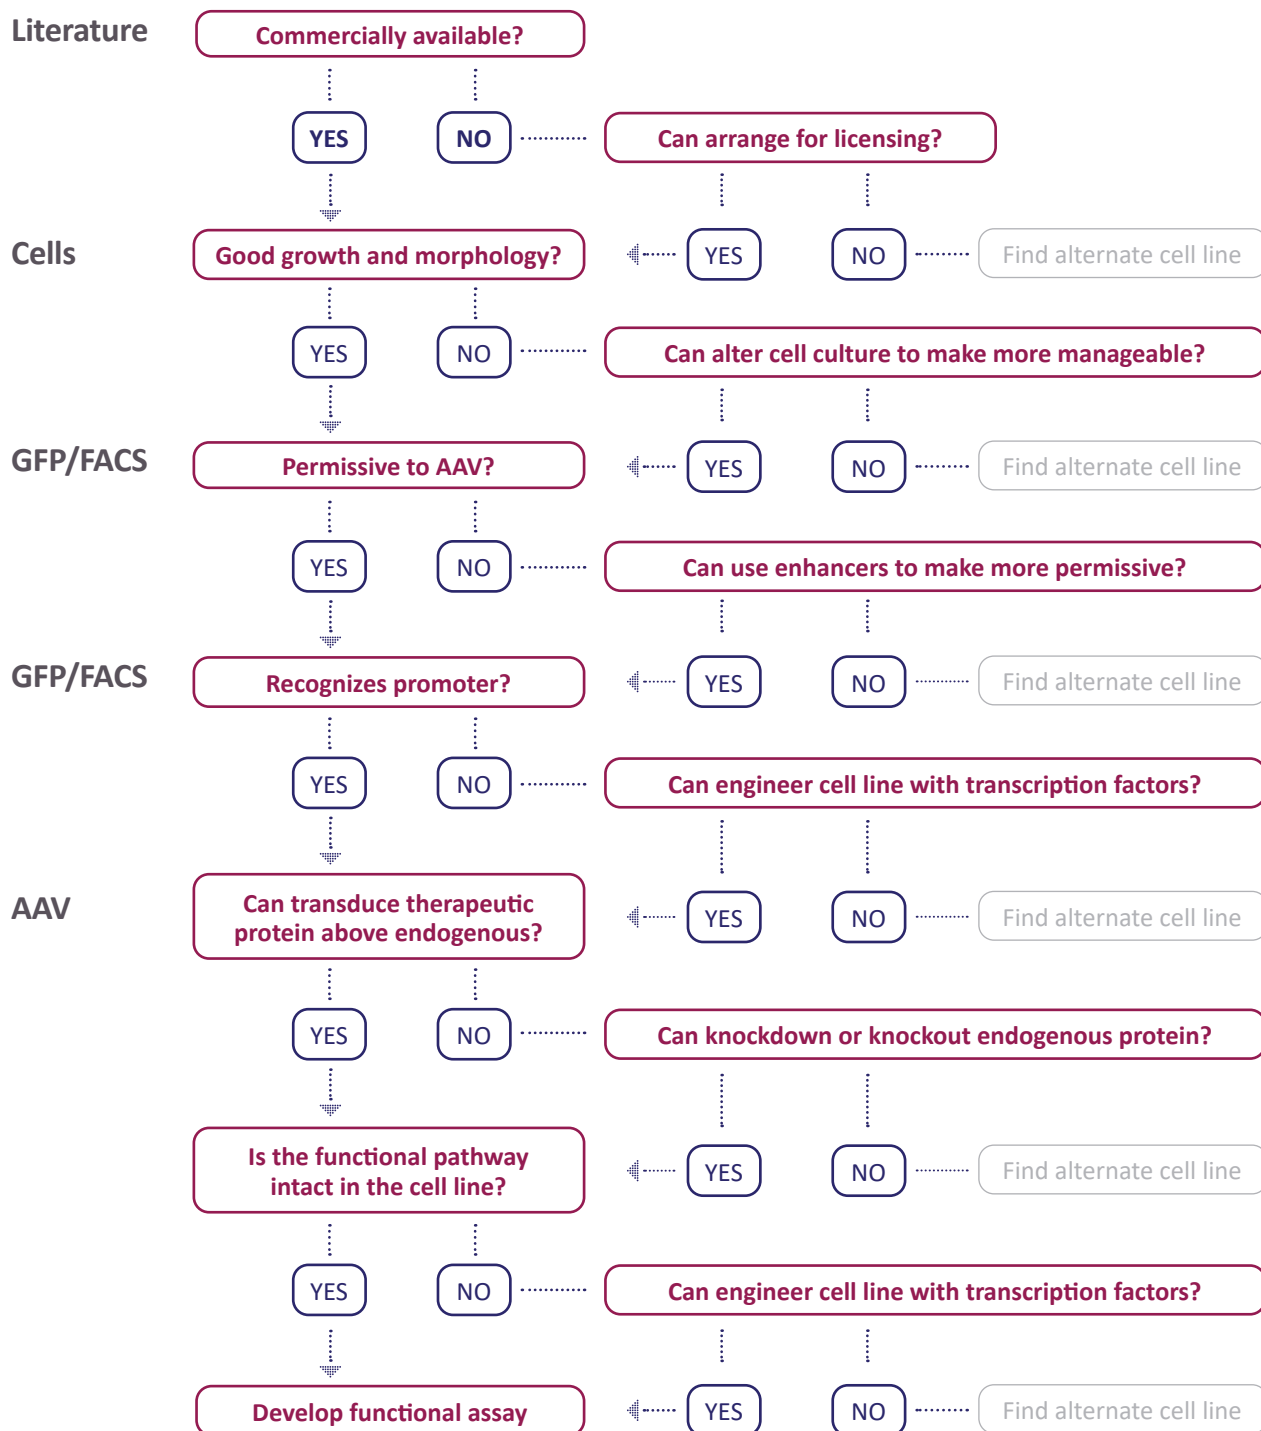 Literature
Commercially available?
YES
NO
Can arrange for licensing?
Cells
Good growth and morphology?
YES
NO
Find alternate cell line
YES
NO
Can alter cell culture to make more manageable?
GFP/FACS
Permissive to AAV?
YES
NO
Find alternate cell line
YES
NO
Can use enhancers to make more permissive?
GFP/FACS
Recognizes promoter?
YES
NO
Find alternate cell line
YES
NO
Can engineer cell line with transcription factors?
AAV
Can transduce therapeutic
protein above endogenous?
YES
NO
Find alternate cell line
YES
NO
Can knockdown or knockout endogenous protein?
Is the functional pathway
intact in the cell line?
YES
NO
Find alternate cell line
YES
NO
Can engineer cell line with transcription factors?
Develop functional assay
YES
NO
Find alternate cell line